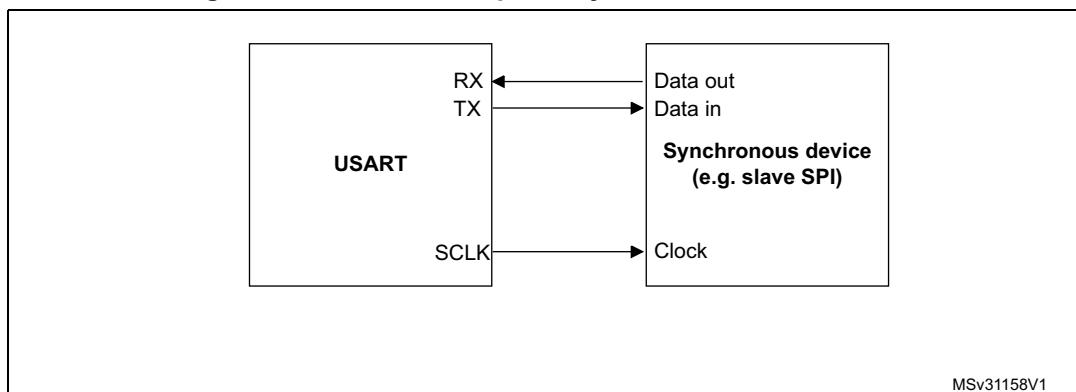 RX
Data out
TX
Data in
USART
Synchronous device
(e.g. slave SPI)
SCLK
Clock
MSv31158V1